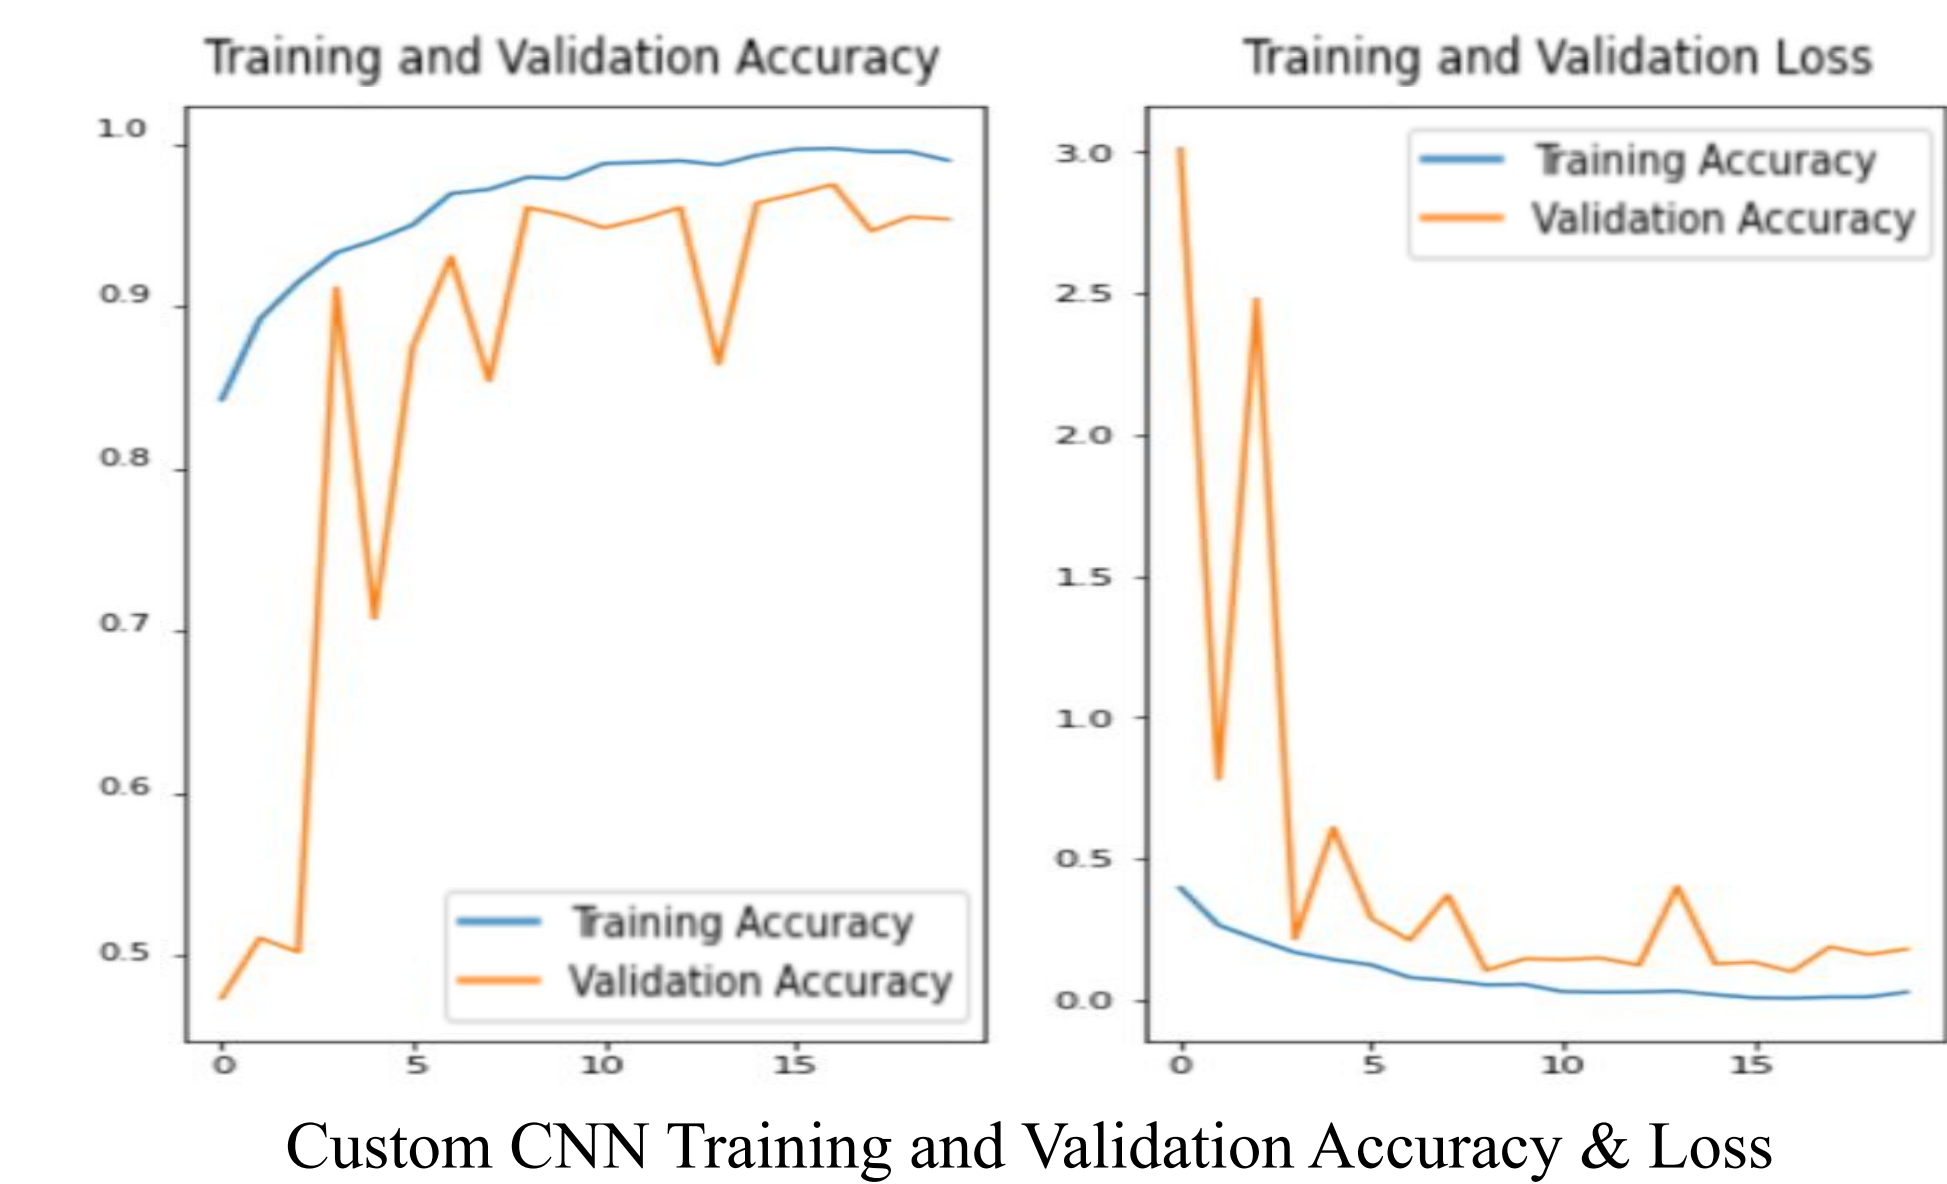 Training and Validation Accuracy
1.0
0.9
0.8
0.7
0.6
0.5
Training Accuracy
Validation Accuracy
0 5 10 15
Training and Validation Loss
3.0
2.5
2.0
1.5
1.0
0.5
0.0
Training Accuracy
Validation Accuracy
0 5 10 15
Custom CNN Training and Validation Accuracy & Loss